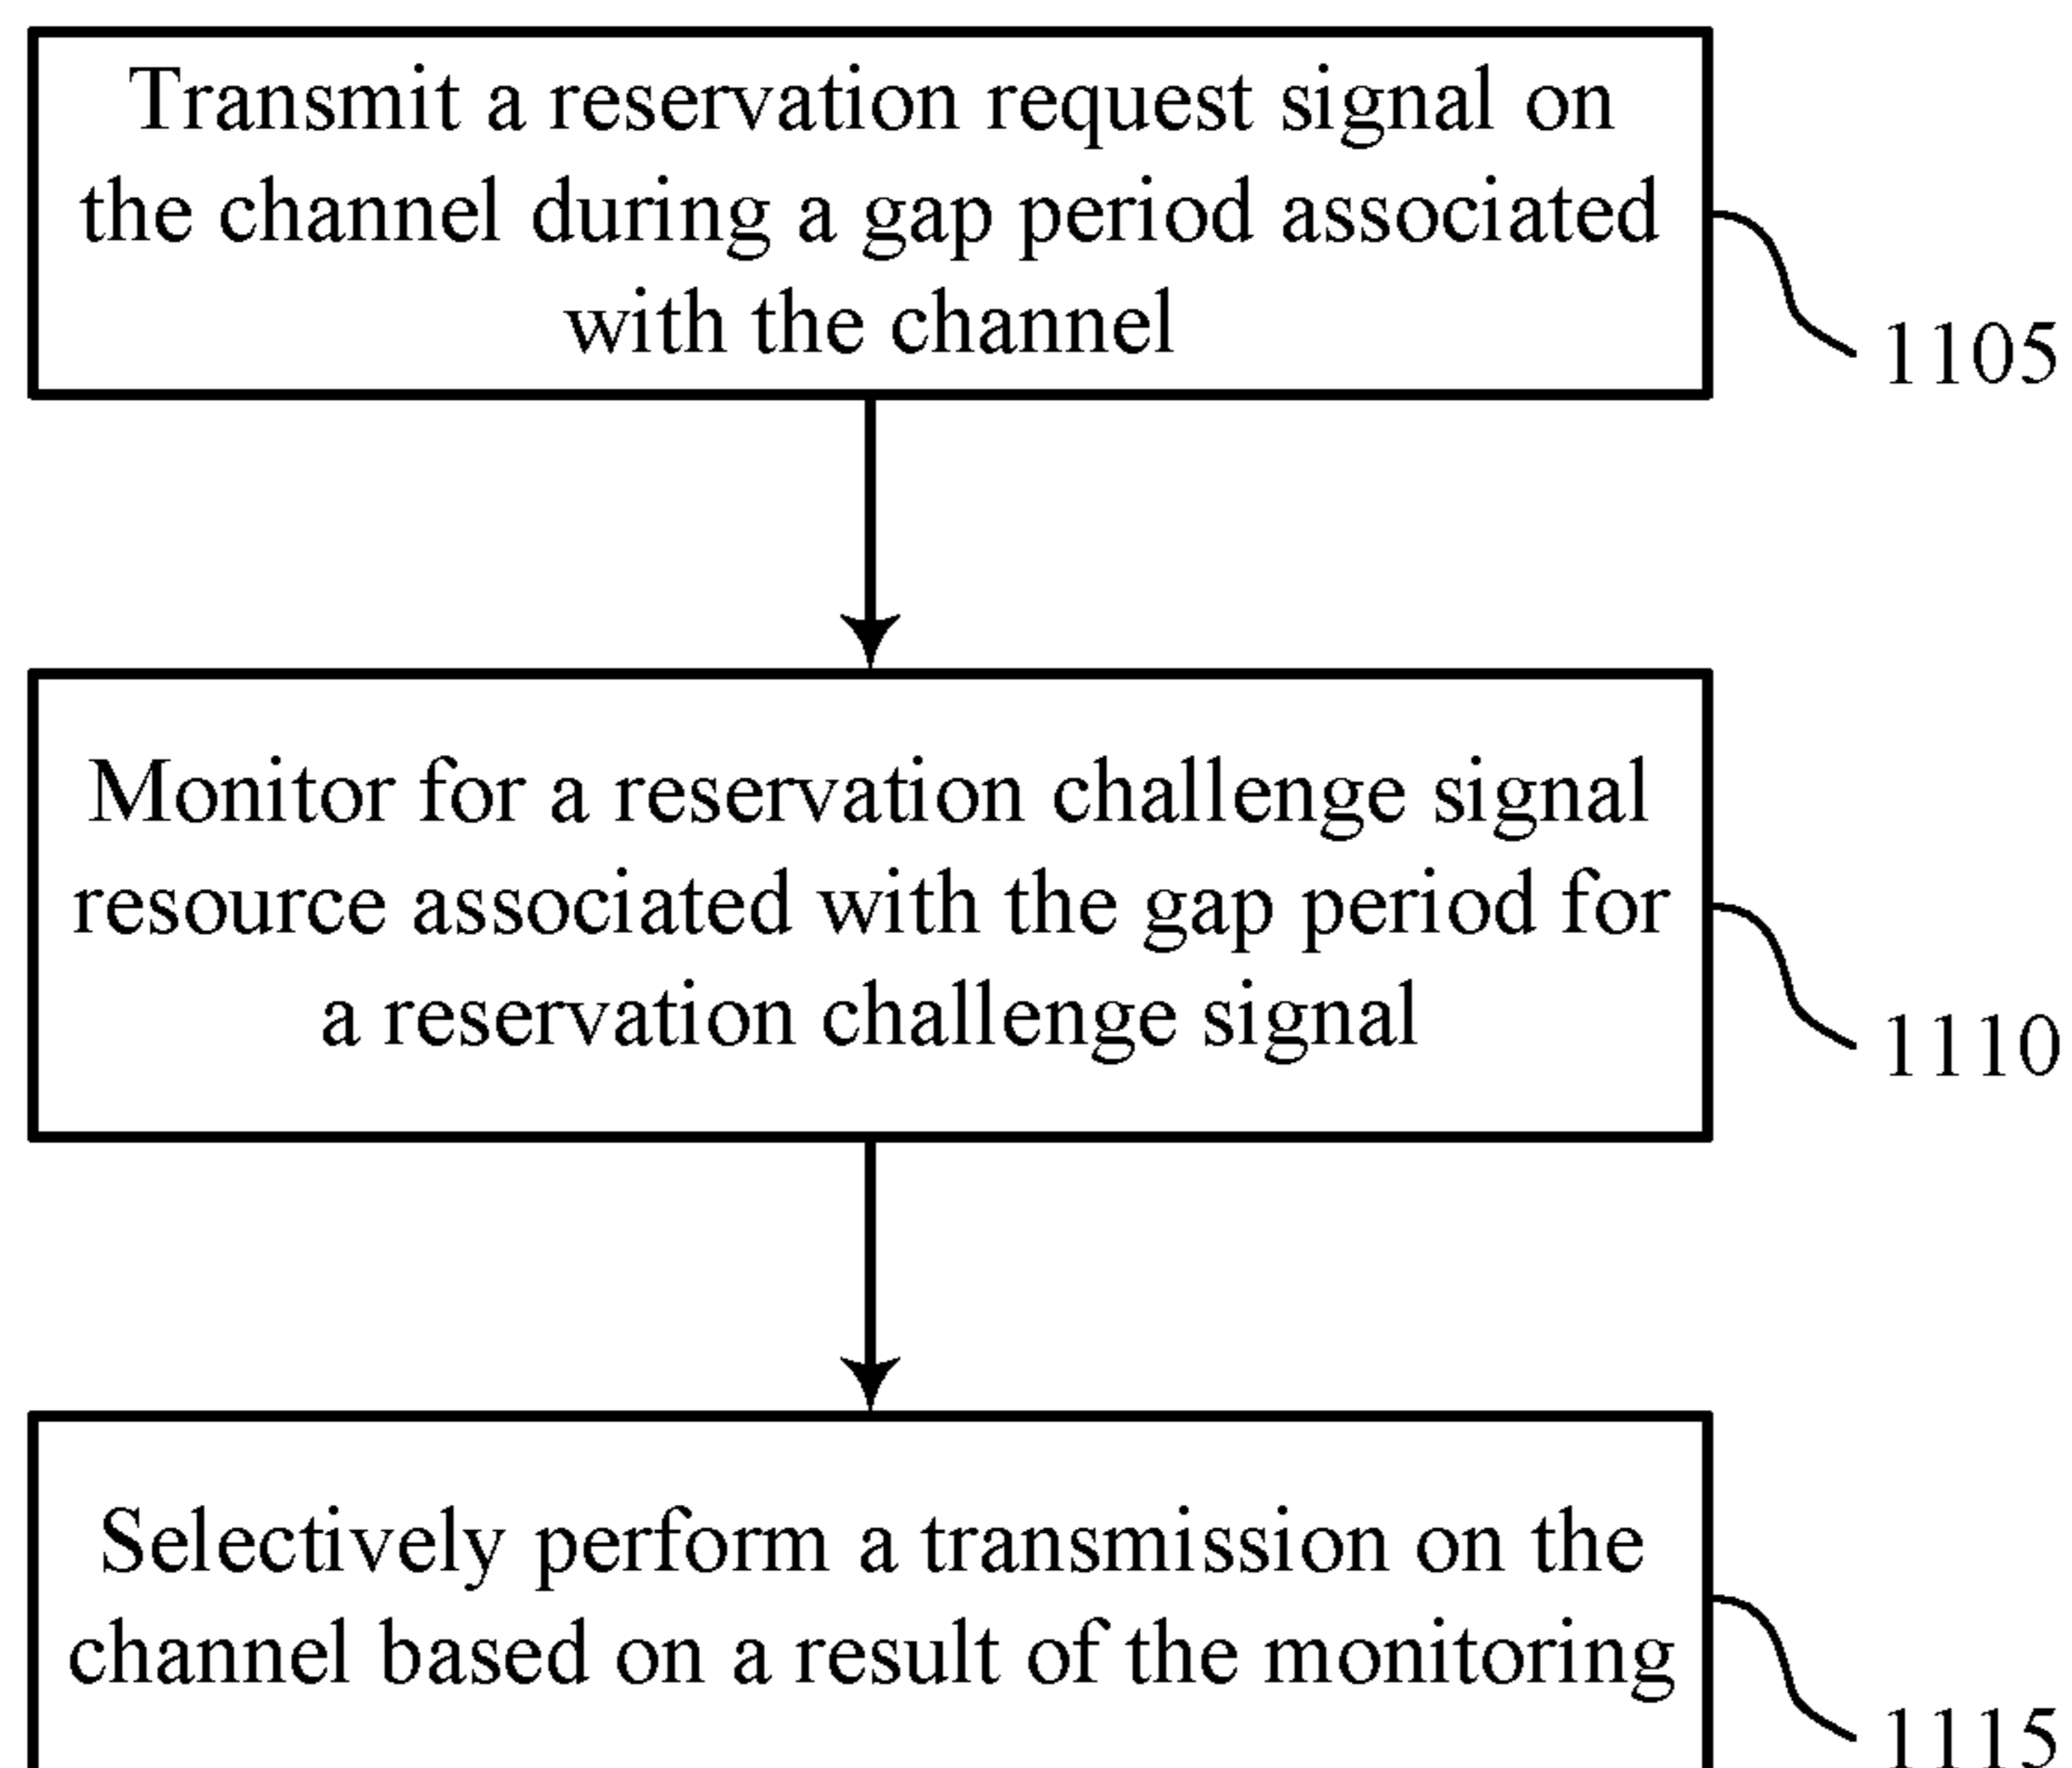 Transmit a reservation request signal on
the channel during a gap period associated
with the channel
1105
Monitor for a reservation challenge signal
resource associated with the gap period for
a reservation challenge signal
1110
Selectively perform a transmission on the
channel based on a result of the monitoring
1115